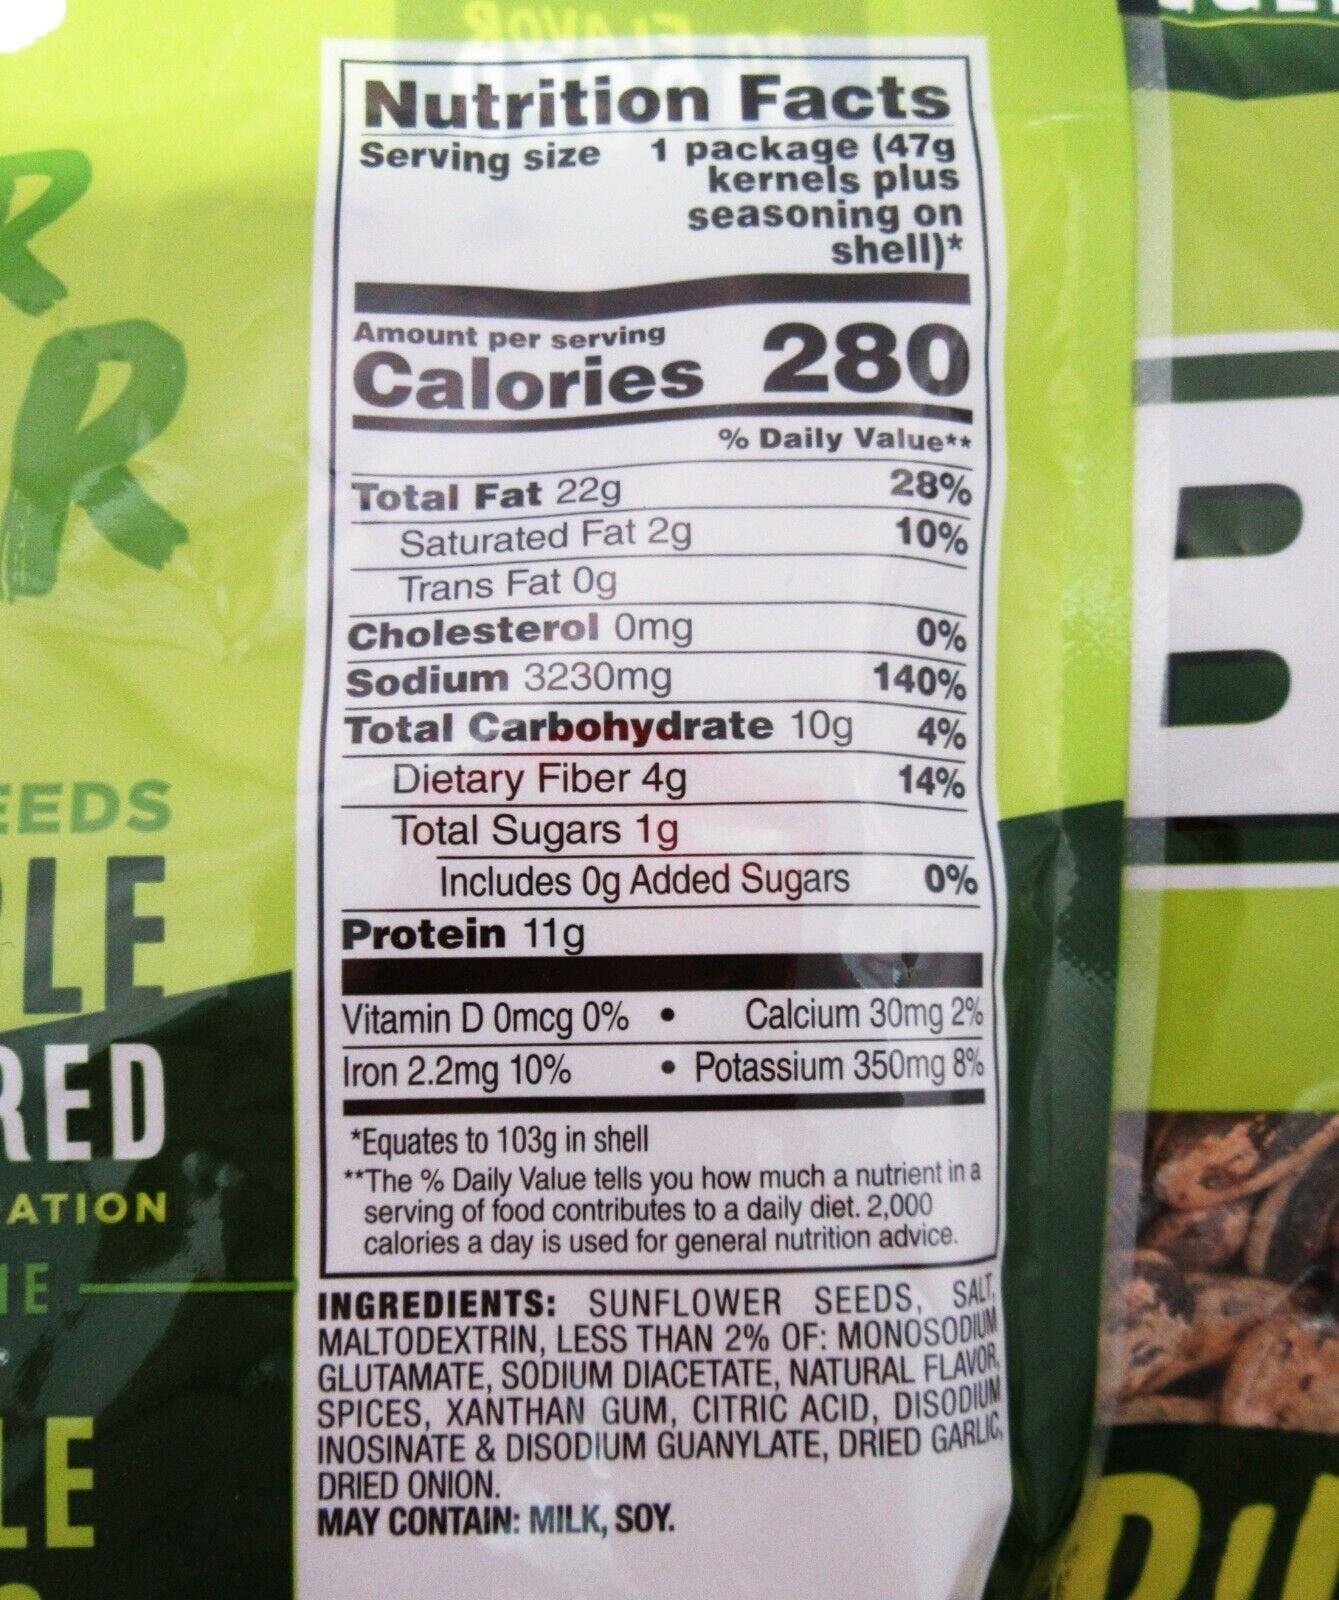 Nutrition Facts
Serving size 1 package (47g
kernels plus
seasoning on
shell)*
Amount per serving
Calories 280
% Daily Value**
Total Fat 22g 28%
Saturated Fat 2g 10%
Trans Fat 0g
Cholesterol 0mg 0%
Sodium 3230mg 140%
Total Carbohydrate 10g 4%
Dietary Fiber 4g 14%
Total Sugars 1g
Includes 0g Added Sugars 0%
Protein 11g
Vitamin D 0mcg 0% • Calcium 30mg 2%
Iron 2.2mg 10% • Potassium 350mg 8%
*Equates to 103g in shell
**The % Daily Value tells you how much a nutrient in a
serving of food contributes to a daily diet. 2,000
calories a day is used for general nutrition advice.
INGREDIENTS: SUNFLOWER SEEDS, SALT,
MALTODEXTRIN, LESS THAN 2% OF: MONOSODIUM
GLUTAMATE, SODIUM DIACETATE, NATURAL FLAVOR,
SPICES, XANTHAN GUM, CITRIC ACID, DISODIUM
INOSINATE & DISODIUM GUANYLATE, DRIED GARLIC,
DRIED ONION.
MAY CONTAIN: MILK, SOY.
R
R
EEDS
LE
RED
ATION
E
LE